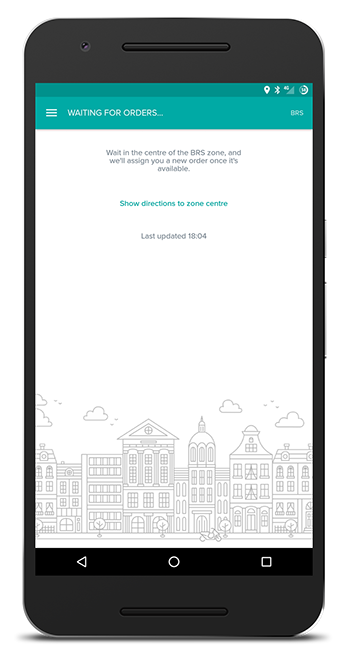 WAITING FOR ORDERS...
BRS
Wait in the centre of the BRS zone, and
we'll assign you a new order once it's
available.
Show directions to zone centre
Last updated 18:04